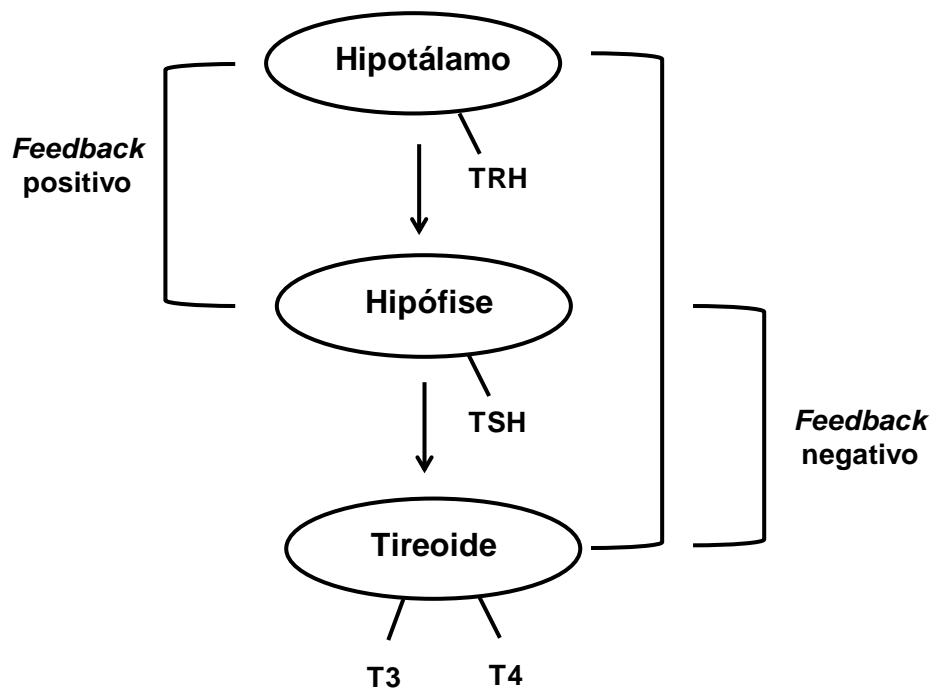 Hipotálamo
Feedback
positivo
TRH
Hipófise
TSH
Feedback
negativo
Tireoide
T3
T4